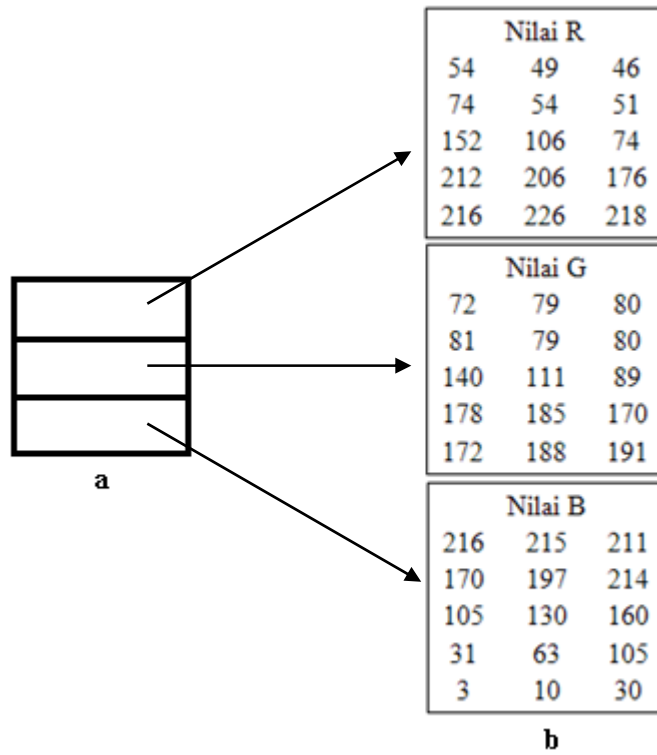 Nilai R
54 49 46
74 54 51
152 106 74
212 206 176
216 226 218
Nilai G
72 79 80
81 79 80
140 111 89
178 185 170
172 188 191
Nilai B
216 215 211
170 197 214
105 130 160
31 63 105
3 10 30
a
b